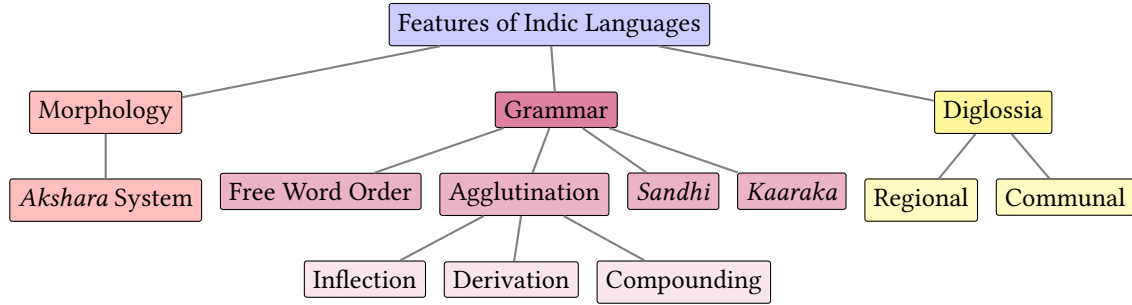 Features of Indic Languages
Morphology
Grammar
Diglossia
Akshara System
Free Word Order
Agglutination
Sandhi
Kaaraka
Regional
Communal
Inflection
Derivation
Compounding